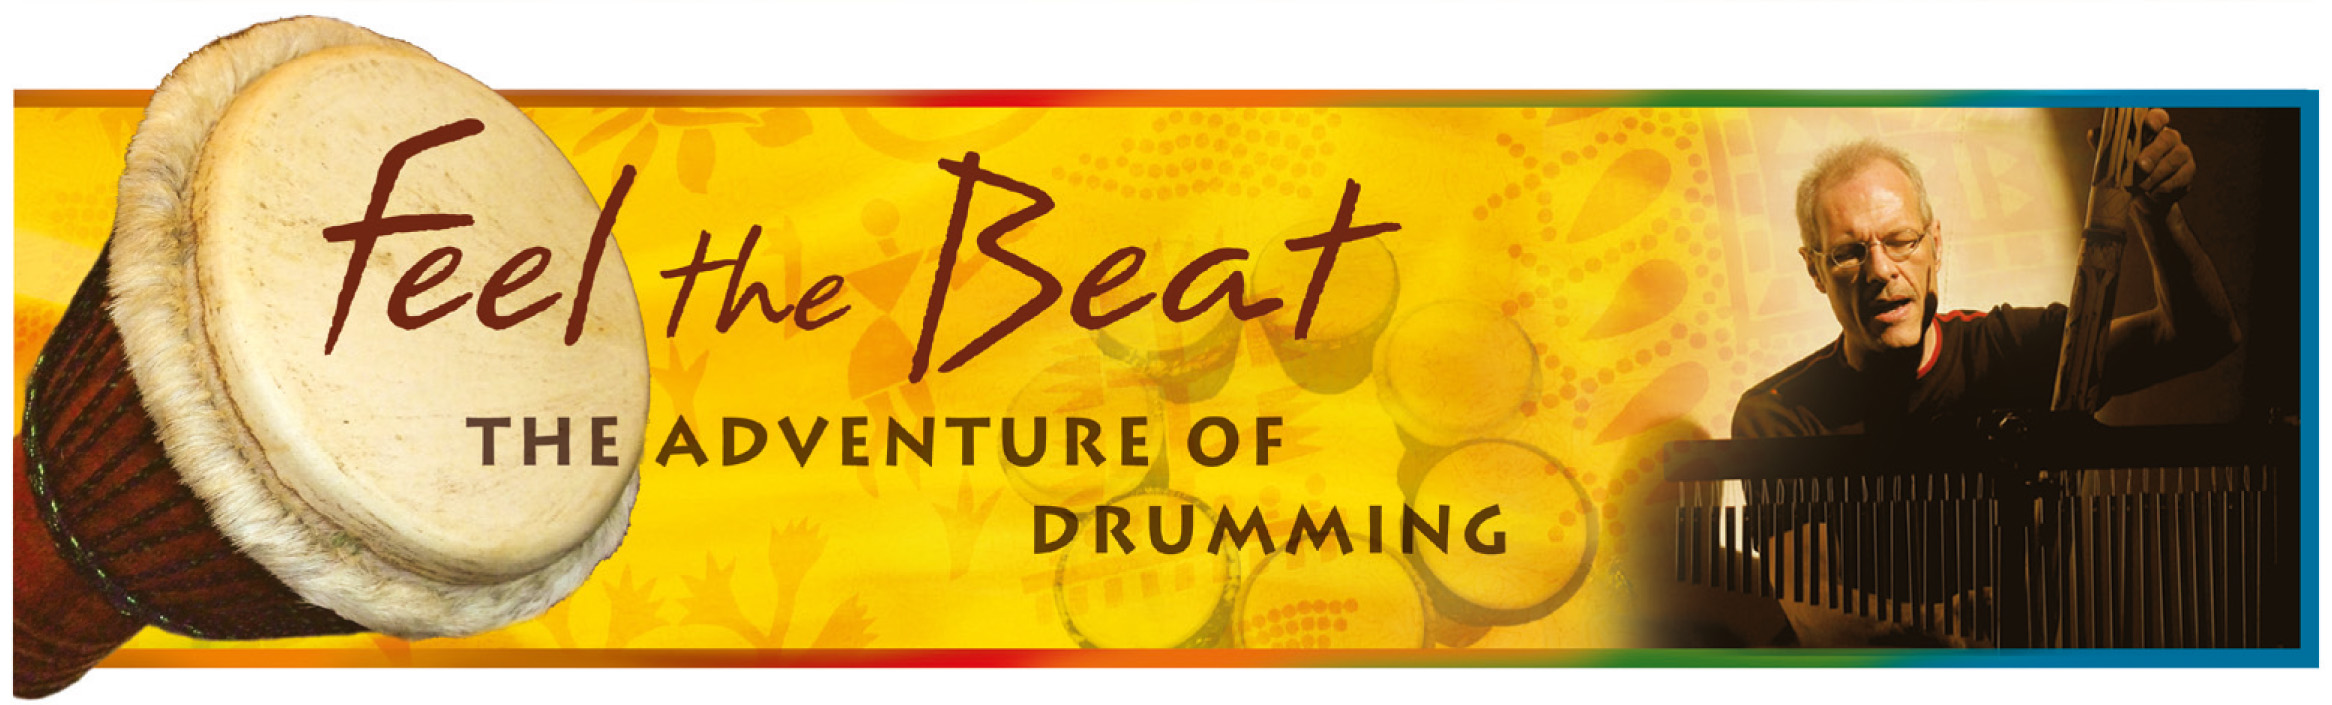 Feel the Beat
THE ADVENTURE OF
DRUMMING